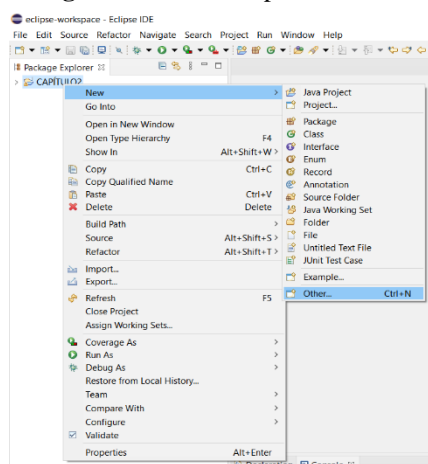 eclipse-workspace - Eclipse IDE
File Edit Source Refactor Navigate Search Project Run Window Help
Package Explorer
CAPÍTULO2
New
Go Into
Open in New Window
Open Type Hierarchy F4
Show In Alt+Shift+W >
Copy Ctrl+C
Copy Qualified Name
Paste Ctrl+V
Delete Delete
Build Path
Source Alt+Shift+S >
Refactor Alt+Shift+T >
Import...
Export...
Refresh F5
Close Project
Assign Working Sets...
Coverage As
Run As
Debug As
Restore from Local History...
Team
Compare With
Configure
Validate
Properties Alt+Enter
Java Project
Project...
Package
Class
Interface
Enum
Record
Annotation
Source Folder
Java Working Set
Folder
File
Untitled Text File
JUnit Test Case
Example...
Other... Ctrl+N